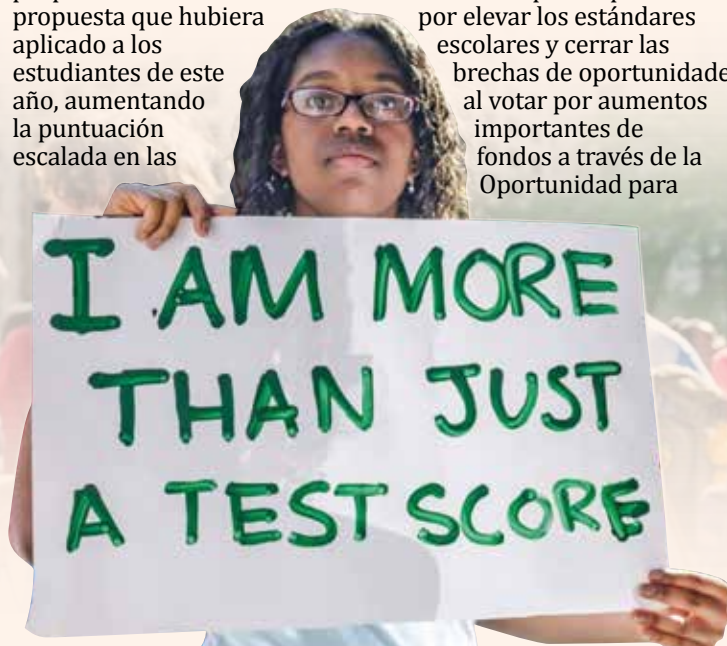 propuesta que hubiera
aplicado a los
estudiantes de este
año, aumentando
la puntuación
escalada en las
por elevar los estándares
escolares y cerrar las
brechas de oportunidade
al votar por aumentos
importantes de
fondos a través de la
Oportunidad para
I AM MORE
THAN JUST
A TEST SCORE